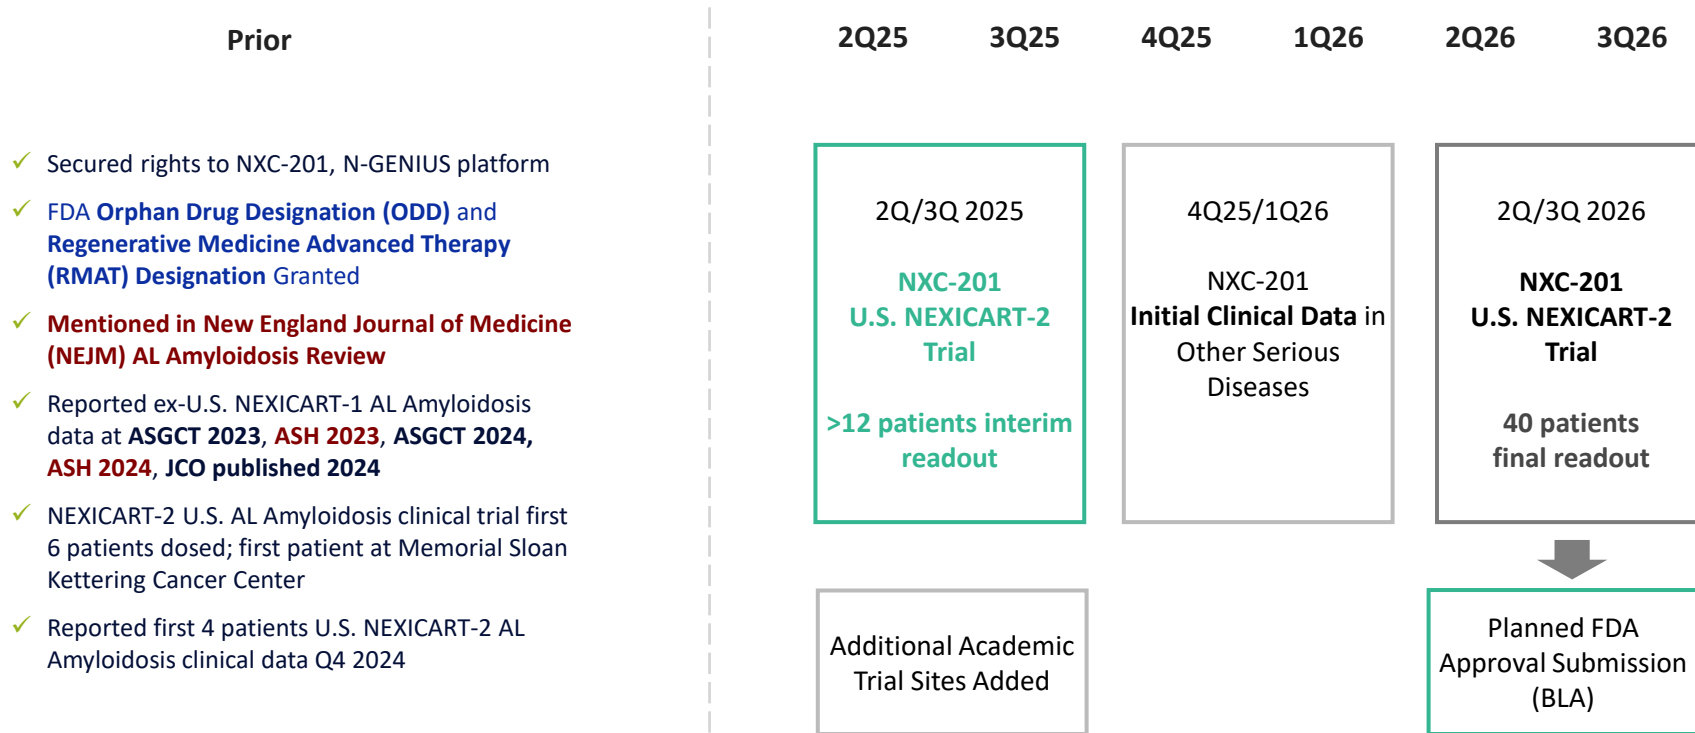 Prior
2Q25 3Q25 4Q25 1Q26 2Q26 3Q26
✓ Secured rights to NXC-201, N-GENIUS platform
✓ FDA Orphan Drug Designation (ODD) and
Regenerative Medicine Advanced Therapy
(RMAT) Designation Granted
✓ Mentioned in New England Journal of Medicine
(NEJM) AL Amyloidosis Review
✓ Reported ex-U.S. NEXICART-1 AL Amyloidosis
data at ASGCT 2023, ASH 2023, ASGCT 2024,
ASH 2024, JCO published 2024
✓ NEXICART-2 U.S. AL Amyloidosis clinical trial first
6 patients dosed; first patient at Memorial Sloan
Kettering Cancer Center
✓ Reported first 4 patients U.S. NEXICART-2 AL
Amyloidosis clinical data Q4 2024
2Q/3Q 2025
NXC-201
U.S. NEXICART-2
Trial
>12 patients interim
readout
Additional Academic
Trial Sites Added
4Q25/1Q26
NXC-201
Initial Clinical Data in
Other Serious
Diseases
2Q/3Q 2026
NXC-201
U.S. NEXICART-2
Trial
40 patients
final readout
Planned FDA
Approval Submission
(BLA)